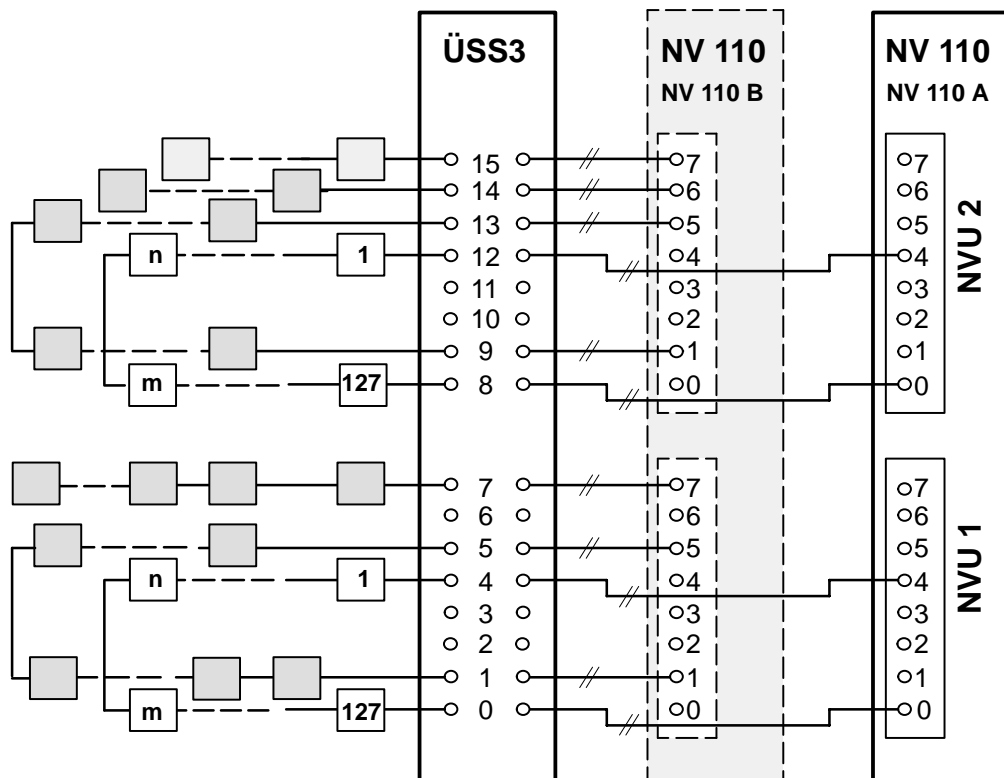 ÜSS3 NV 110 NV 110
NV 110 B NV 110 A
15 7 7
14 6 6
13 5 5
n 1 12 4 4
11 3 3
10 2 2
9 1 1
m 127 8 0 0
NVU 2
7 7 7
6 6 6
5 5 5
n 1 4 4 4
3 3 3
2 2 2
1 1 1
m 127 0 0 0
NVU 1